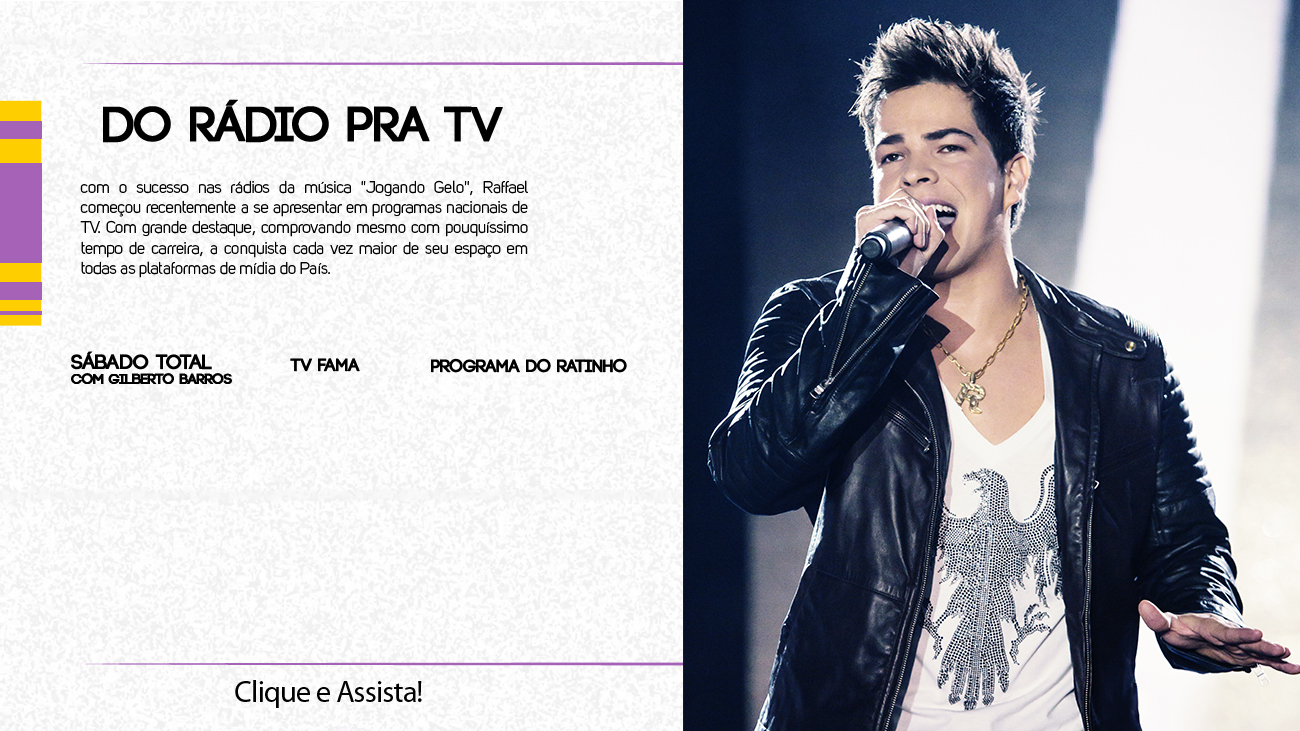 DO RÁDIO PRA TV
com o sucesso nas rádios da música "Jogando Gelo", Raffael
começou recentemente a se apresentar em programas nacionais de
TV. Com grande destaque, comprovando mesmo com pouquíssimo
tempo de carreira, a conquista cada vez maior de seu espaço em
todas as plataformas de mídia do País.
SÁBADO TOTAL
COM GILBERTO BARROS
TV FAMA
PROGRAMA DO RATINHO
Clique e Assista!